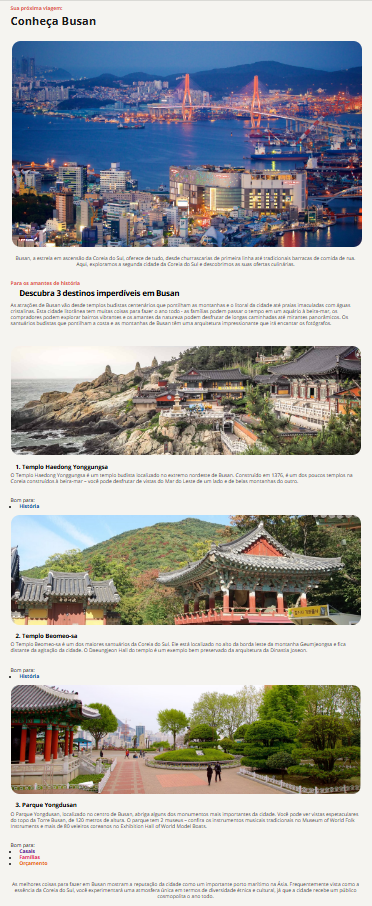 Sua próxima viagem:
Conheça Busan
Busan, a estrela em ascensão da Coreia do Sul, oferece de tudo, desde churrascarias de primeira linha até tradicionais barracas de comida de rua.
Aqui, exploramos a segunda cidade da Coreia do Sul e descobrimos as suas ofertas culinárias.
Para os amantes de história
Descubra 3 destinos imperdíveis em Busan
As atrações de Busan vão desde templos budistas centenários que pontilham as montanhas e o litoral da cidade até praias imaculadas com águas
cristalinas. Esta cidade litorânea tem muitas coisas para fazer o ano todo - as famílias podem passar o tempo em um aquário à beira-mar, os
compradores podem explorar bairros vibrantes e os amantes da natureza podem desfrutar de longas caminhadas até mirantes panorâmicos. Os
santuários budistas que pontilham a costa e as montanhas de Busan têm uma arquitetura impressionante que irá encantar os fotógrafos.
1. Templo Haedong Yonggungsa
O Templo Haedong Yonggungsa é um templo budista localizado no extremo nordeste de Busan. Construído em 1376, é um dos poucos templos na
Coreia construídos à beira-mar – você pode desfrutar de vistas do Mar do Leste de um lado e de belas montanhas do outro.
Bom para:
• História
2. Templo Beomeo-sa
O Templo Beomeo-sa é um dos maiores santuários da Coreia do Sul. Ele está localizado no alto da borda leste da montanha Geumjeongsa e fica
distante da agitação da cidade. O Daeungjeon Hall do templo é um exemplo bem preservado da arquitetura da Dinastia Joseon.
Bom para:
• História
3. Parque Yongdusan
O Parque Yongdusan, localizado no centro de Busan, abriga alguns dos monumentos mais importantes da cidade. Você pode ver vistas espetaculares
do topo da Torre Busan, de 120 metros de altura. O parque tem 2 museus – confira os instrumentos musicais tradicionais no Museum of World Folk
Instruments e mais de 80 veleiros coreanos no Exhibition Hall of World Model Boats.
Bom para:
• Casais
• Famílias
• Orçamento
As melhores coisas para fazer em Busan mostram a reputação da cidade como um importante porto marítimo na Ásia. Frequentemente vista como a
essência da Coreia do Sul, você experimentará uma atmosfera única em termos de diversidade étnica e cultural, já que a cidade recebe um público
cosmopolita o ano todo.